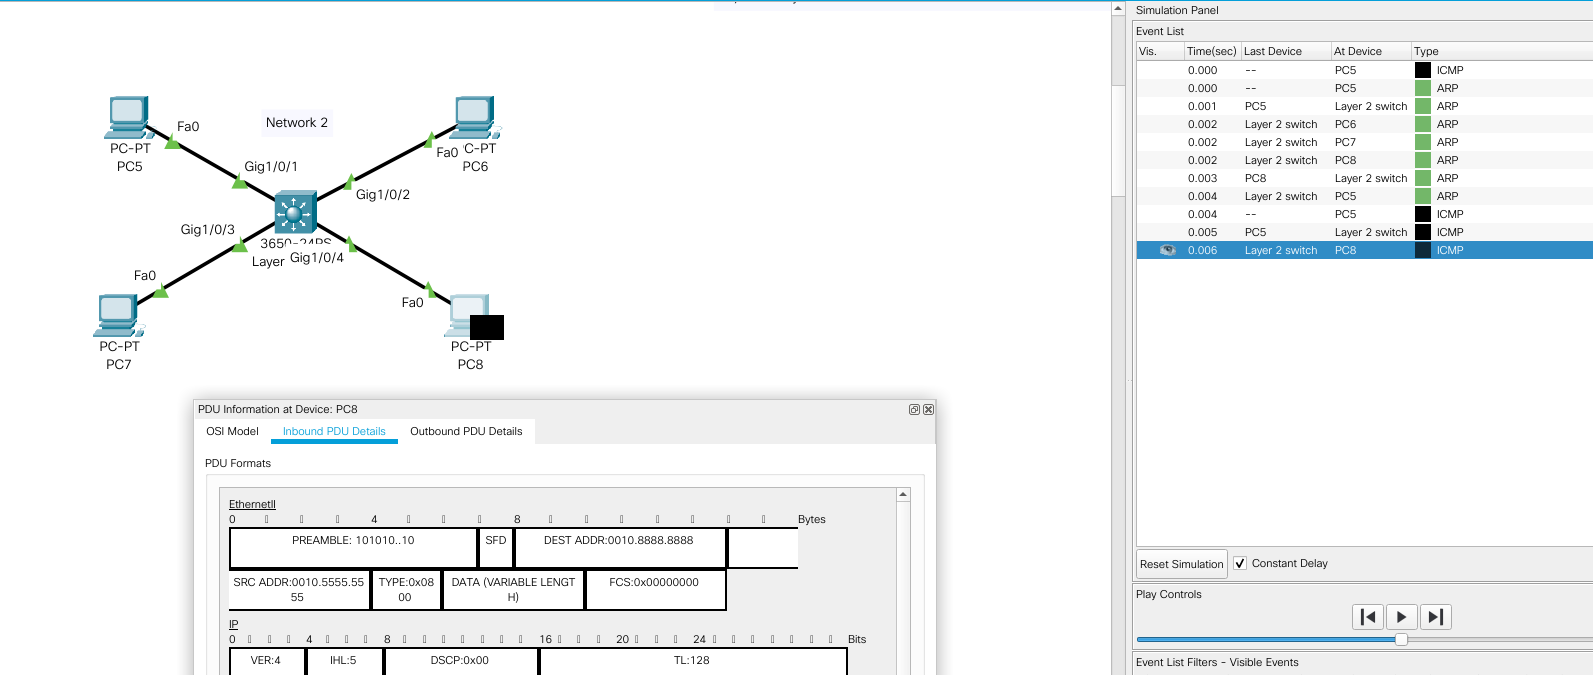 Simulation Panel
Event List
Vis. Time(sec) Last Device At Device Type
0.000 -- PC5 ICMP
0.000 -- PC5 ARP
0.001 PC5 Layer 2 switch ARP
0.002 Layer 2 switch PC6 ARP
0.002 Layer 2 switch PC7 ARP
0.002 Layer 2 switch PC8 ARP
0.003 PC8 Layer 2 switch ARP
0.004 Layer 2 switch PC5 ARP
0.004 -- PC5 ICMP
0.005 PC5 Layer 2 switch ICMP
0.006 Layer 2 switch PC8 ICMP
Reset Simulation Constant Delay
Play Controls
Event List Filters - Visible Events
Network 2
Fa0
PC-PT
PC5
Gig1/0/1
Fa0 C-PT
PC6
Gig1/0/2
Gig1/0/3
3650-24PS
Layer Gig1/0/4
Fa0
PC-PT
PC7
Fa0
PC-PT
PC8
PDU Information at Device: PC8
OSI Model Inbound PDU Details Outbound PDU Details
PDU Formats
EthernetII
0 4 8 Bytes
PREAMBLE: 101010..10 SFD DEST ADDR:0010.8888.8888
SRC ADDR:0010.5555.55 TYPE:0x08 DATA (VARIABLE LENGT FCS:0x00000000
55 00 H)
IP
0 4 8 16 20 24 Bits
VER:4 IHL:5 DSCP:0x00 TL:128